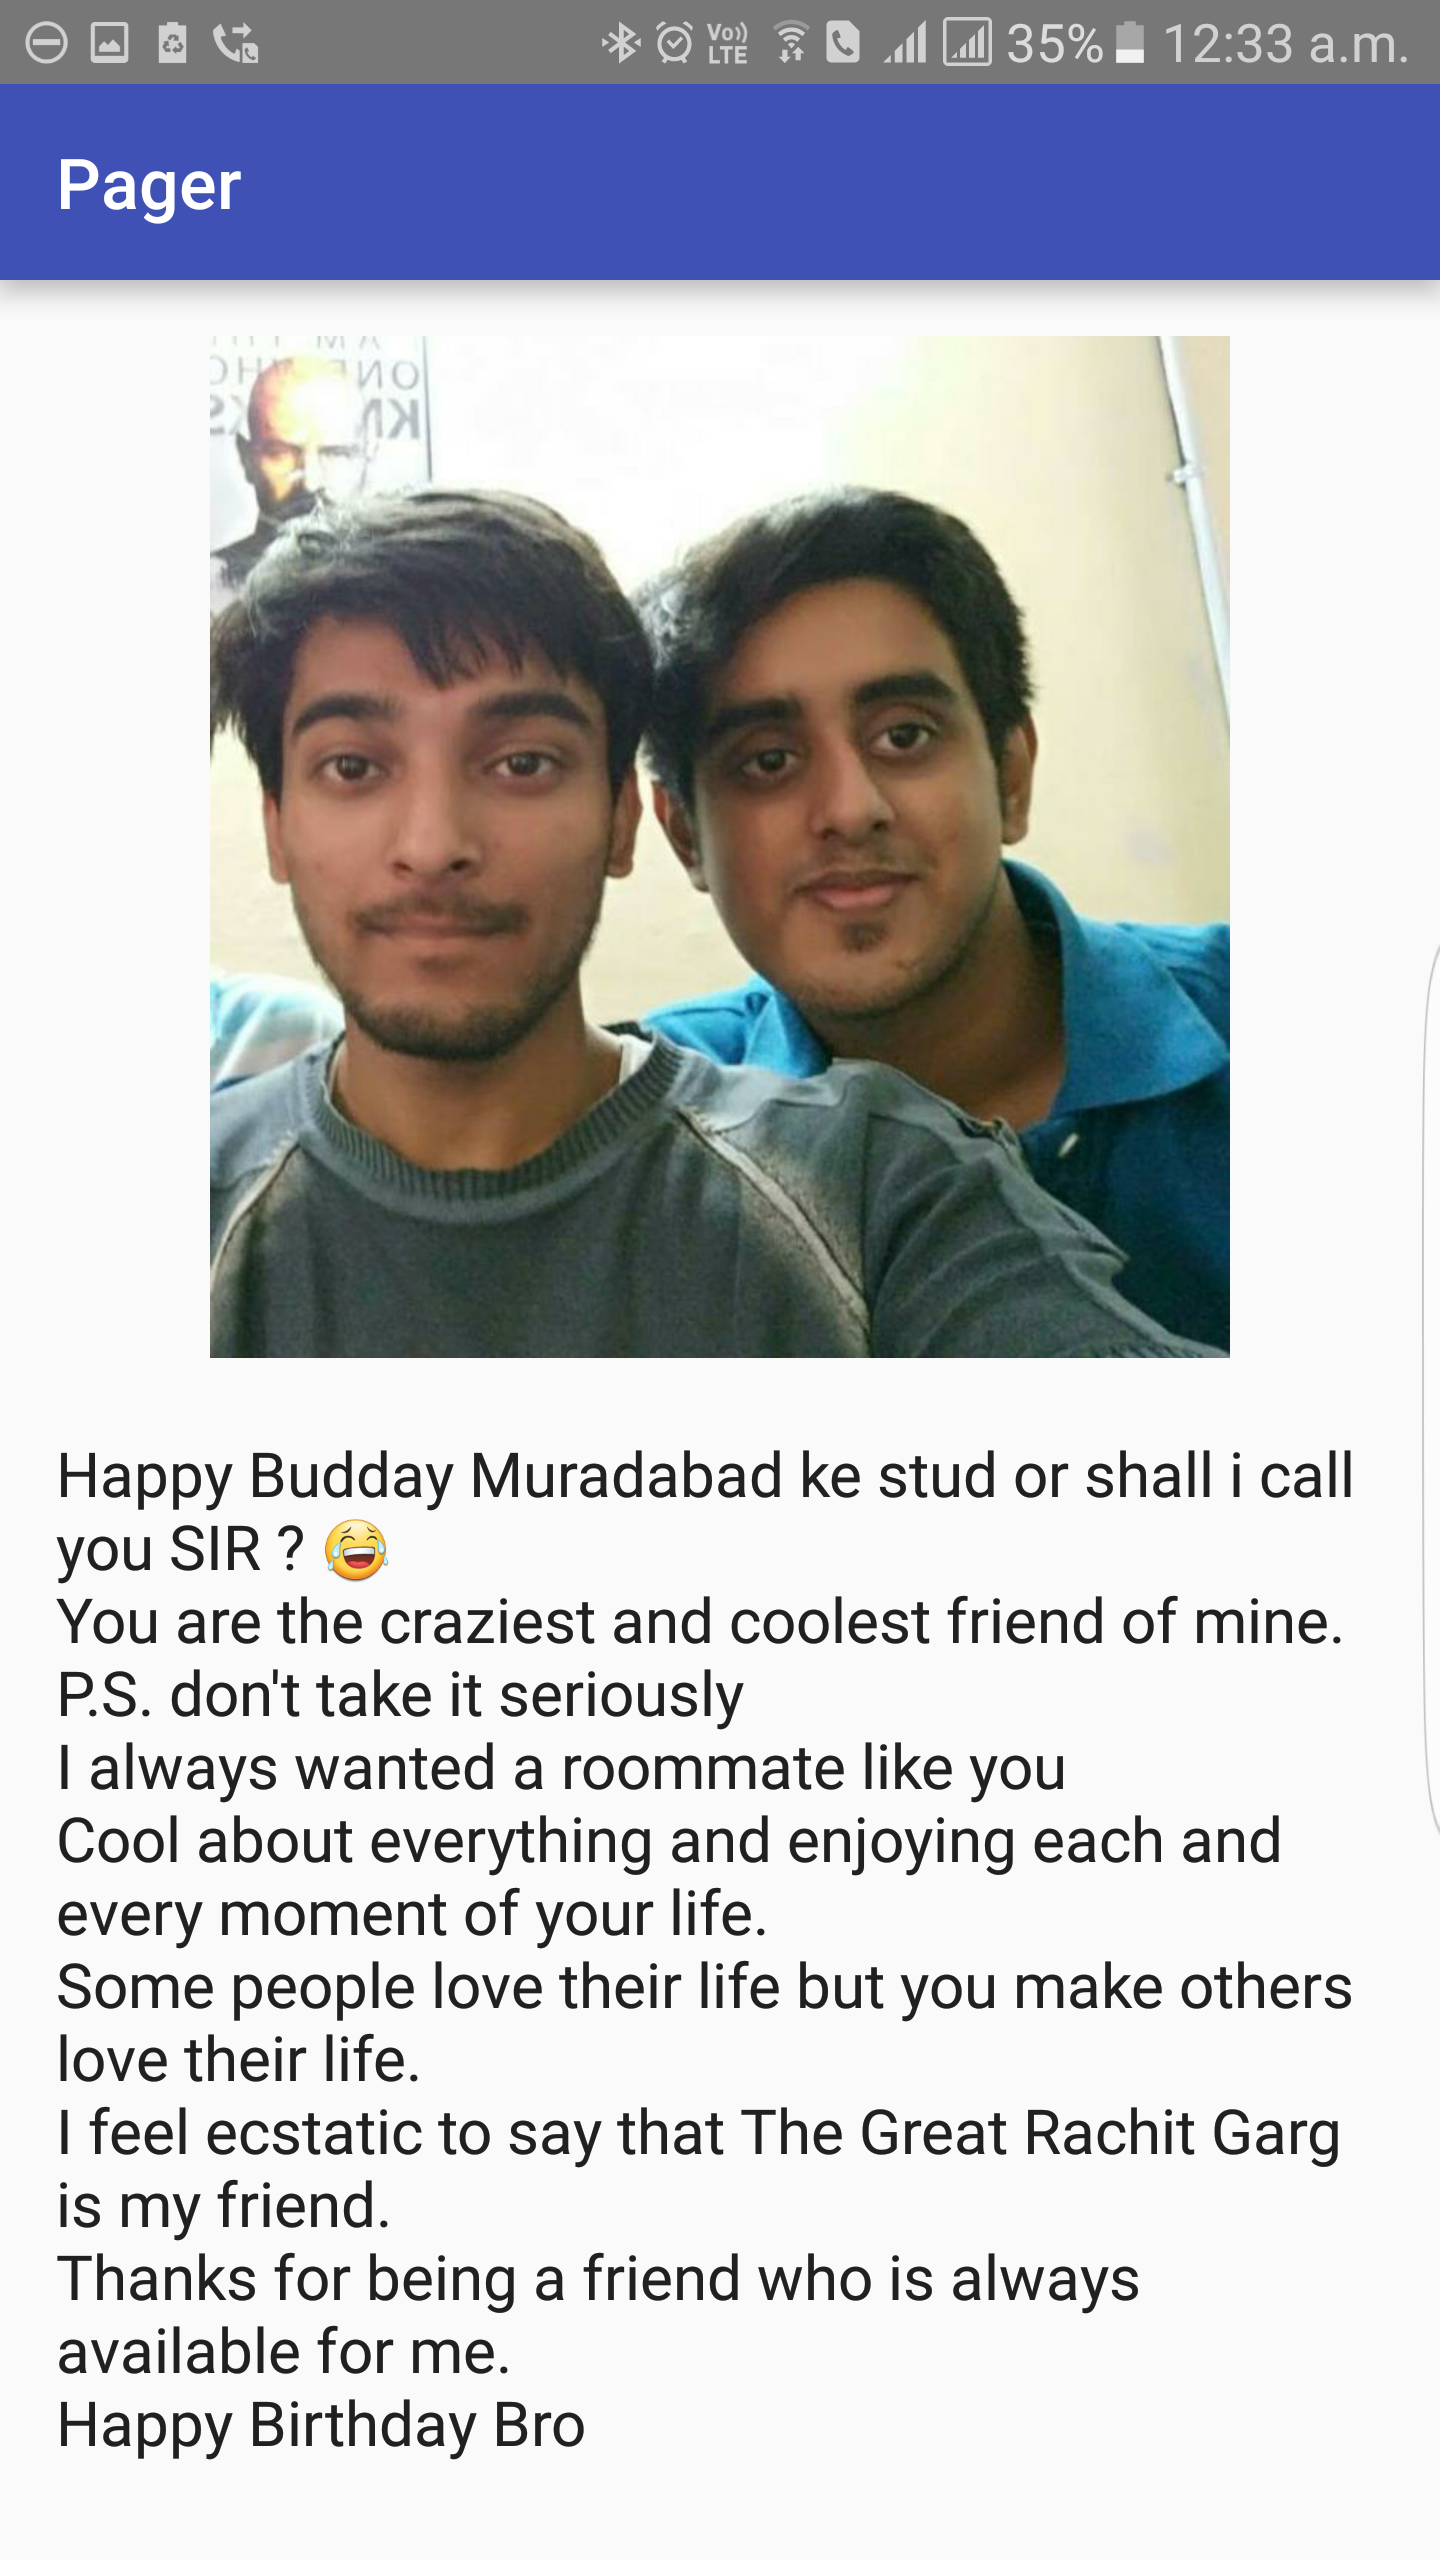 Vo))
LTE
35%
12:33 a.m.
Pager
ONE
Happy Budday Muradabad ke stud or shall i call
you SIR ? 😂
You are the craziest and coolest friend of mine.
P.S. don't take it seriously
I always wanted a roommate like you
Cool about everything and enjoying each and
every moment of your life.
Some people love their life but you make others
love their life.
I feel ecstatic to say that The Great Rachit Garg
is my friend.
Thanks for being a friend who is always
available for me.
Happy Birthday Bro